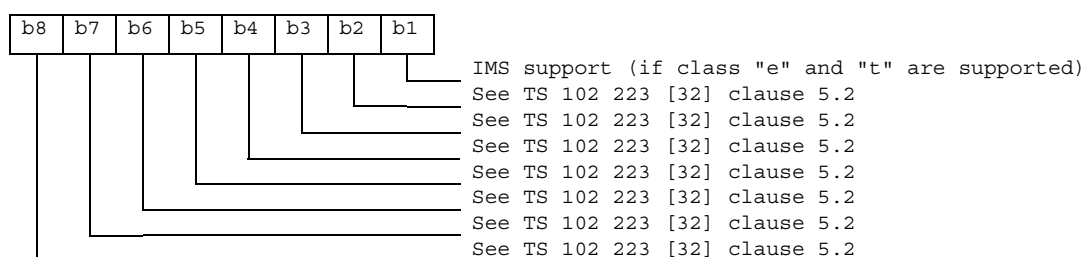 b8 b7 b6 b5 b4 b3 b2 b1
IMS support (if class "e" and "t" are supported)
See TS 102 223 [32] clause 5.2
See TS 102 223 [32] clause 5.2
See TS 102 223 [32] clause 5.2
See TS 102 223 [32] clause 5.2
See TS 102 223 [32] clause 5.2
See TS 102 223 [32] clause 5.2
See TS 102 223 [32] clause 5.2